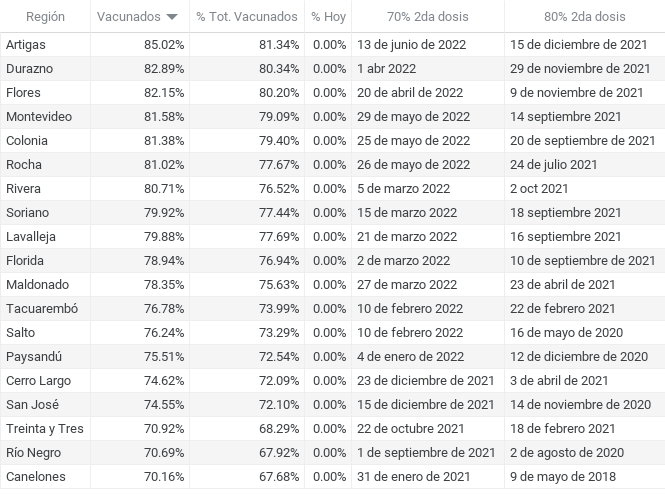 Región Vacunados % Tot. Vacunados % Hoy 70% 2da dosis 80% 2da dosis
Artigas 85.02% 81.34% 0.00% 13 de junio de 2022 15 de diciembre de 2021
Durazno 82.89% 80.34% 0.00% 1 abr 2022 29 de noviembre de 2021
Flores 82.15% 80.20% 0.00% 20 de abril de 2022 9 de noviembre de 2021
Montevideo 81.58% 79.09% 0.00% 29 de mayo de 2022 14 septiembre 2021
Colonia 81.38% 79.40% 0.00% 25 de mayo de 2022 20 de septiembre de 2021
Rocha 81.02% 77.67% 0.00% 26 de mayo de 2022 24 de julio 2021
Rivera 80.71% 76.52% 0.00% 5 de marzo 2022 2 oct 2021
Soriano 79.92% 77.44% 0.00% 15 de marzo de 2022 18 septiembre 2021
Lavalleja 79.88% 77.69% 0.00% 21 de marzo de 2022 16 septiembre 2021
Florida 78.94% 76.94% 0.00% 2 de marzo de 2022 10 de septiembre de 2021
Maldonado 78.35% 75.63% 0.00% 27 de marzo de 2022 23 de abril de 2021
Tacuarembó 76.78% 73.99% 0.00% 10 de febrero 2022 22 de febrero de 2021
Salto 76.24% 73.29% 0.00% 10 de febrero 2022 16 de mayo de 2020
Paysandú 75.51% 72.54% 0.00% 4 de enero de 2022 12 de diciembre de 2020
Cerro Largo 74.62% 72.09% 0.00% 23 de diciembre de 2021 3 de abril de 2021
San José 74.55% 72.10% 0.00% 15 de diciembre de 2021 14 de noviembre de 2020
Treinta y Tres 70.92% 68.29% 0.00% 22 de octubre 2021 18 de febrero de 2021
Río Negro 70.69% 67.92% 0.00% 1 de septiembre de 2021 2 de agosto de 2020
Canelones 70.16% 67.68% 0.00% 31 de enero de 2021 9 de mayo de 2018